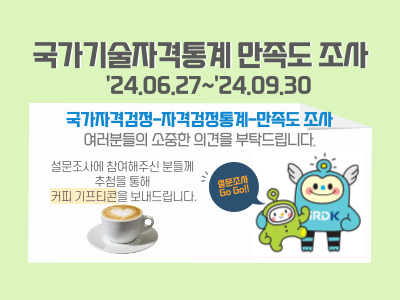 국가기술자격통계 만족도 조사
'24.06.27~'24.09.30
국가자격검정-자격검정통계-만족도 조사
여러분들의 소중한 의견을 부탁드립니다.
설문조사에 참여해주신 분들께
추첨을 통해
커피 기프티콘을 보내드립니다.
설문조사
Go Go!!
HRDK